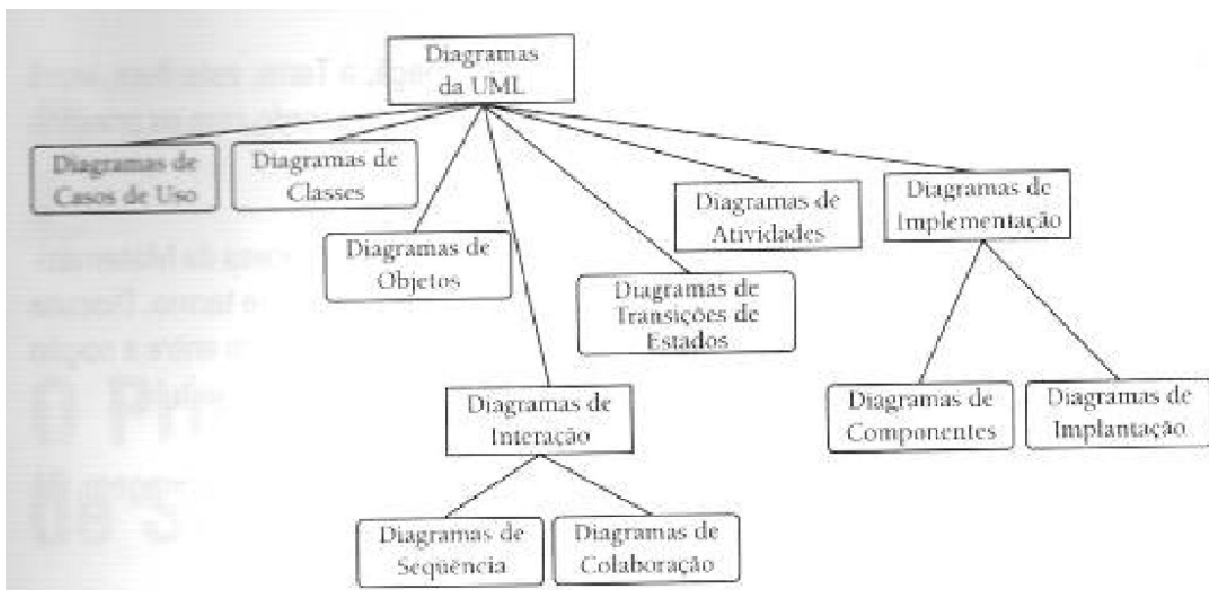 Diagramas
da UML
Diagramas de
Casos de Uso
Diagramas de
Classes
Diagramas de
Objetos
Diagramas de
Transições de
Estados
Diagramas de
Atividades
Diagramas de
Implementação
Diagramas de
Interação
Diagramas de
Componentes
Diagramas de
Implantação
Diagramas de
Seqüência
Diagramas de
Colaboração